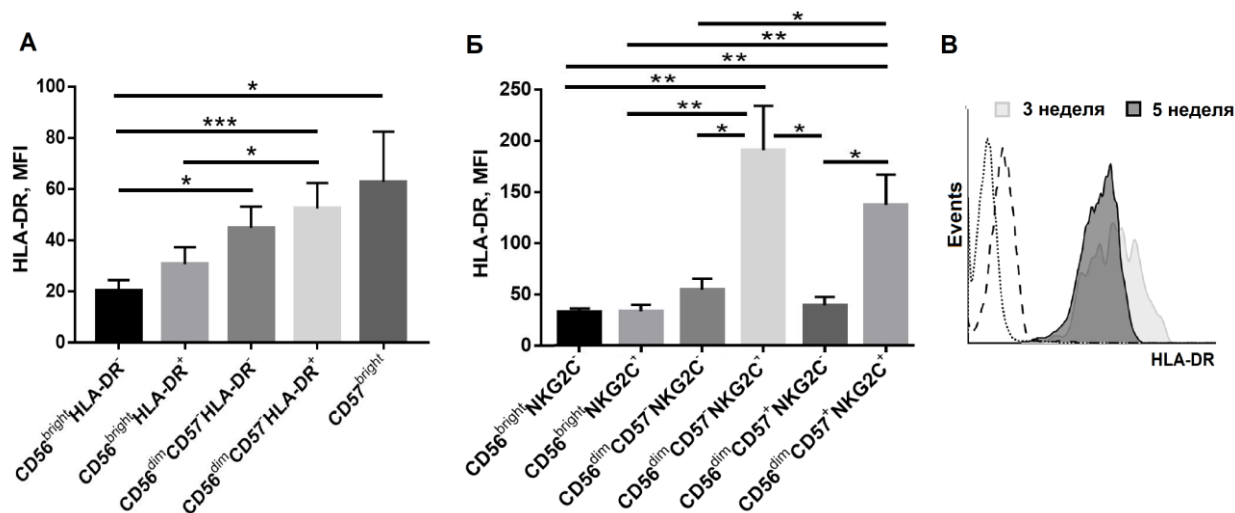 А
HLA-DR, MFI
100
80
60
40
20
0
*
***
*
*
CD56brightHLA-DR-
CD56brightHLA-DR+
CD56dimCD57-HLA-DR-
CD56dimCD57-HLA-DR+
CD57bright
Б
HLA-DR, MFI
250
200
150
100
50
0
*
**
**
**
**
*
*
*
CD56brightNKG2C-
CD56brightNKG2C+
CD56dimCD57-NKG2C-
CD56dimCD57-NKG2C+
CD56dimCD57+NKG2C-
CD56dimCD57+NKG2C+
В
3 неделя
5 неделя
Events
HLA-DR